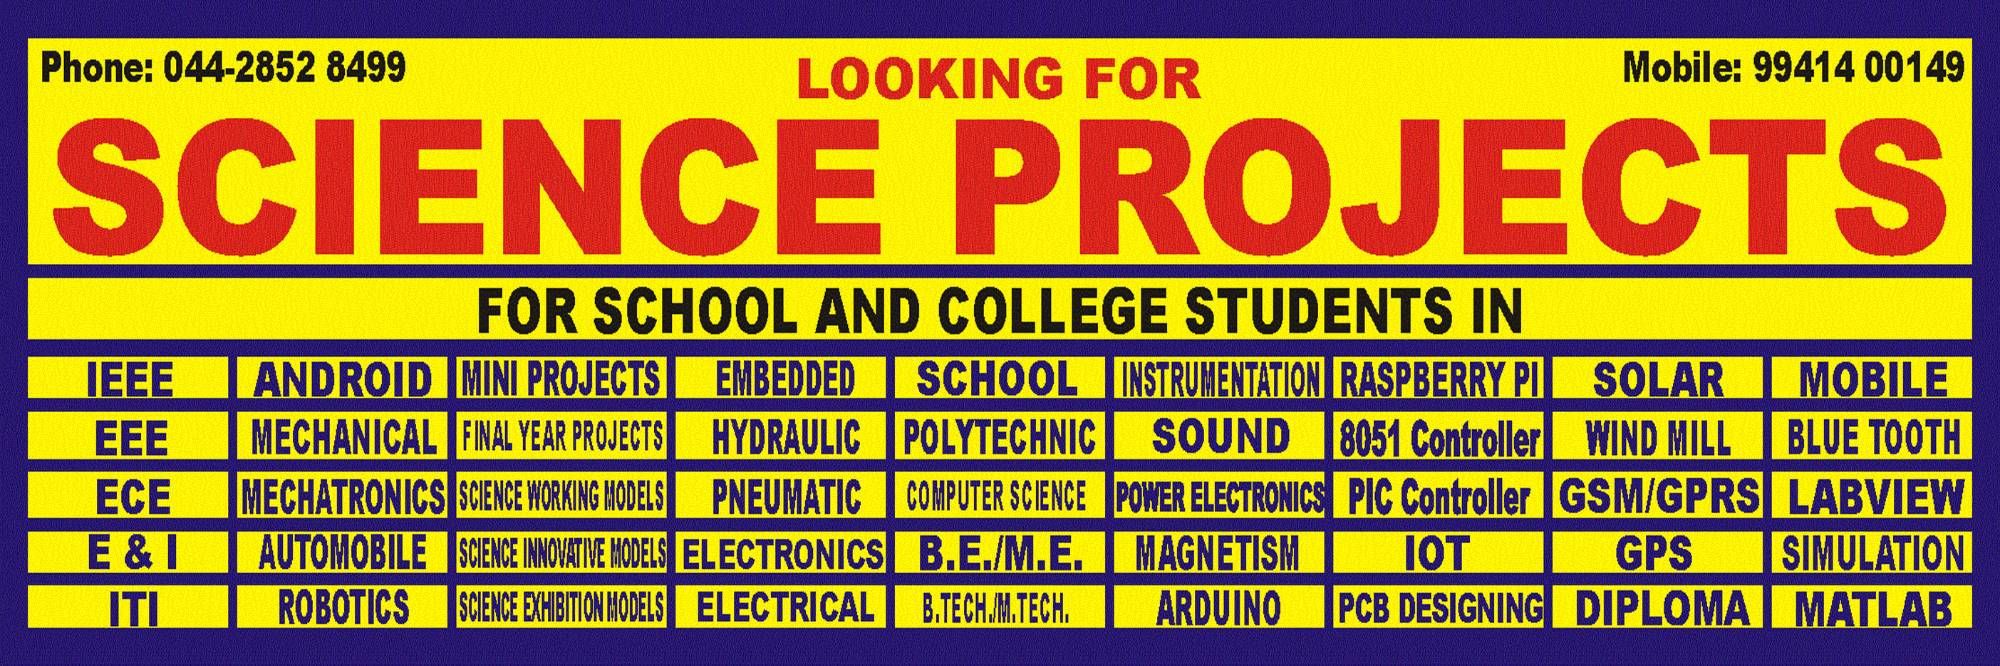 Phone: 044-2852 8499 LOOKING FOR Mobile: 99414 00149
SCIENCE PROJECTS
FOR SCHOOL AND COLLEGE STUDENTS IN
IEEE ANDROID MINI PROJECTS EMBEDDED SCHOOL INSTRUMENTATION RASPBERRY PI SOLAR MOBILE
EEE MECHANICAL FINAL YEAR PROJECTS HYDRAULIC POLYTECHNIC SOUND 8051 Controller WIND MILL BLUE TOOTH
ECE MECHATRONICS SCIENCE WORKING MODELS PNEUMATIC COMPUTER SCIENCE POWER ELECTRONICS PIC Controller GSM/GPRS LABVIEW
E & I AUTOMOBILE SCIENCE INNOVATIVE MODELS ELECTRONICS B.E./M.E. MAGNETISM IOT GPS SIMULATION
ITI ROBOTICS SCIENCE EXHIBITION MODELS ELECTRICAL B.TECH./M.TECH. ARDUINO PCB DESIGNING DIPLOMA MATLAB